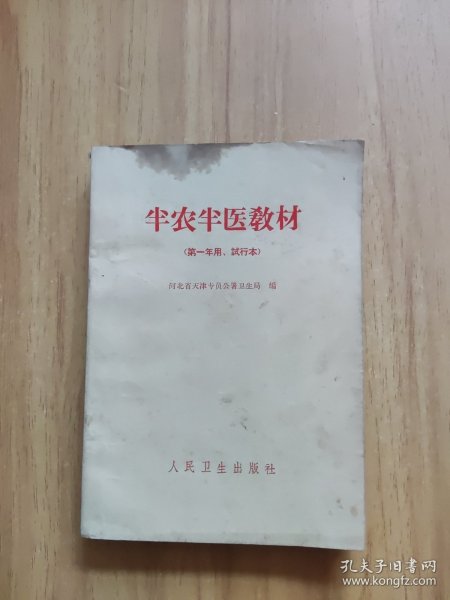 半农半医教材
(第一年用、試行本)
河北省天津专员公署卫生局 编
人民卫生出版社
孔夫子旧书网
www.kongfz.com